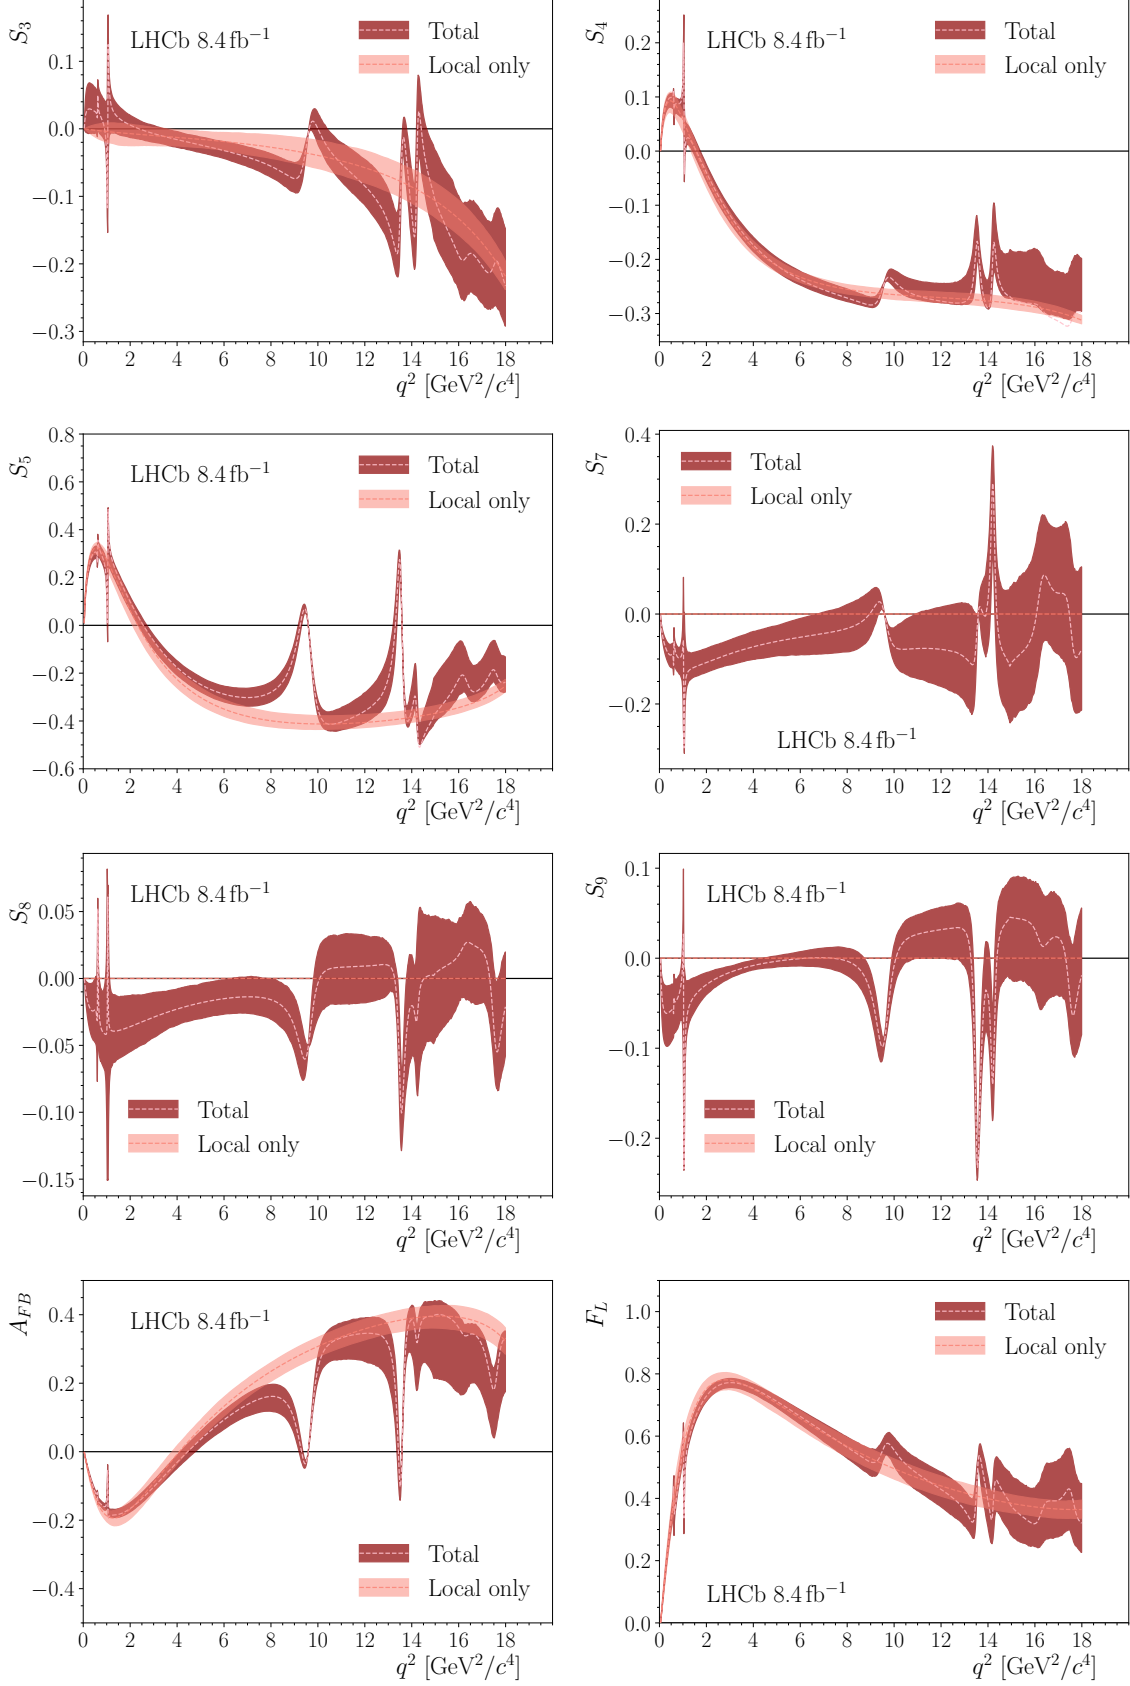 S₃
LHCb 8.4 fb⁻¹
Total
Local only
0.1
0.0
−0.1
−0.2
−0.3
0 2 4 6 8 10 12 14 16 18
q² [GeV²/c⁴]
S₄
LHCb 8.4 fb⁻¹
Total
Local only
0.2
0.1
0.0
−0.1
−0.2
−0.3
0 2 4 6 8 10 12 14 16 18
q² [GeV²/c⁴]
S₅
LHCb 8.4 fb⁻¹
Total
Local only
0.8
0.6
0.4
0.2
0.0
−0.2
−0.4
−0.6
0 2 4 6 8 10 12 14 16 18
q² [GeV²/c⁴]
S₇
Total
Local only
LHCb 8.4 fb⁻¹
0.4
0.2
0.0
−0.2
0 2 4 6 8 10 12 14 16 18
q² [GeV²/c⁴]
S₈
LHCb 8.4 fb⁻¹
Total
Local only
0.05
0.00
−0.05
−0.10
−0.15
0 2 4 6 8 10 12 14 16 18
q² [GeV²/c⁴]
S₉
LHCb 8.4 fb⁻¹
Total
Local only
0.1
0.0
−0.1
−0.2
0 2 4 6 8 10 12 14 16 18
q² [GeV²/c⁴]
A_FB
LHCb 8.4 fb⁻¹
Total
Local only
0.4
0.2
0.0
−0.2
−0.4
0 2 4 6 8 10 12 14 16 18
q² [GeV²/c⁴]
F_L
Total
Local only
LHCb 8.4 fb⁻¹
1.0
0.8
0.6
0.4
0.2
0.0
0 2 4 6 8 10 12 14 16 18
q² [GeV²/c⁴]